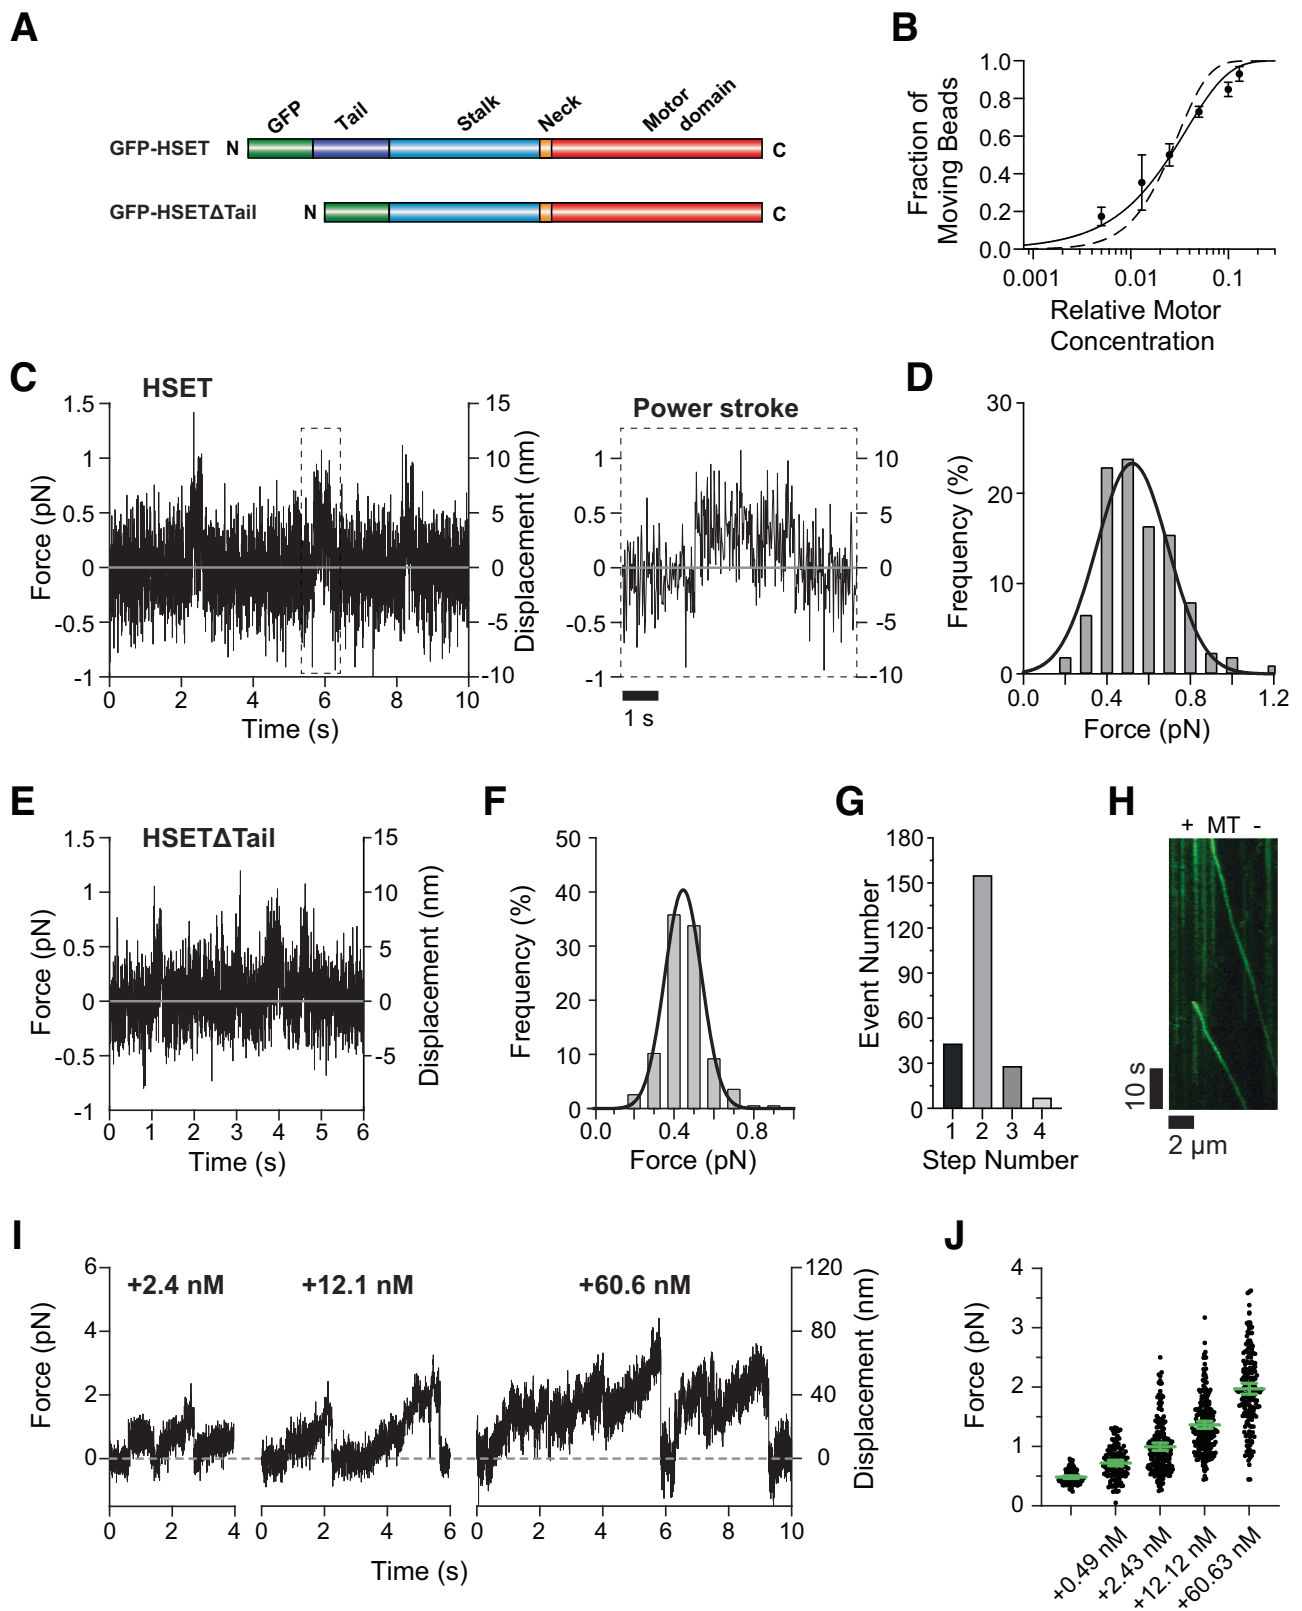 A
GFP
Tail
Stalk
Neck
Motor
domain
GFP-HSET N
C
GFP-HSETΔTail N
C
B
Fraction of
Moving Beads
1.0
0.8
0.6
0.4
0.2
0.0
0.001 0.01 0.1
Relative Motor
Concentration
C
HSET
Force (pN)
1.5
1
0.5
0
-0.5
-1
15
10
5
0
-5
-10
Displacement (nm)
0 2 4 6 8 10
Time (s)
Power stroke
1
0.5
0
-0.5
-1
10
5
0
-5
-10
1 s
D
Frequency (%)
30
20
10
0
0.0 0.4 0.8 1.2
Force (pN)
E
HSETΔTail
Force (pN)
1.5
1
0.5
0
-0.5
-1
15
10
5
0
-5
Displacement (nm)
0 1 2 3 4 5 6
Time (s)
F
Frequency (%)
50
40
30
20
10
0
0.0 0.4 0.8
Force (pN)
G
Event Number
180
150
120
90
60
30
0
1 2 3 4
Step Number
H
+ MT -
10 s
2 µm
I
Force (pN)
6
4
2
0
+2.4 nM
+12.1 nM
+60.6 nM
120
80
40
0
Displacement (nm)
0 2 4
0 2 4 6
0 2 4 6 8 10
Time (s)
J
Force (pN)
4
3
2
1
0
+0.49 nM
+2.43 nM
+12.12 nM
+60.63 nM